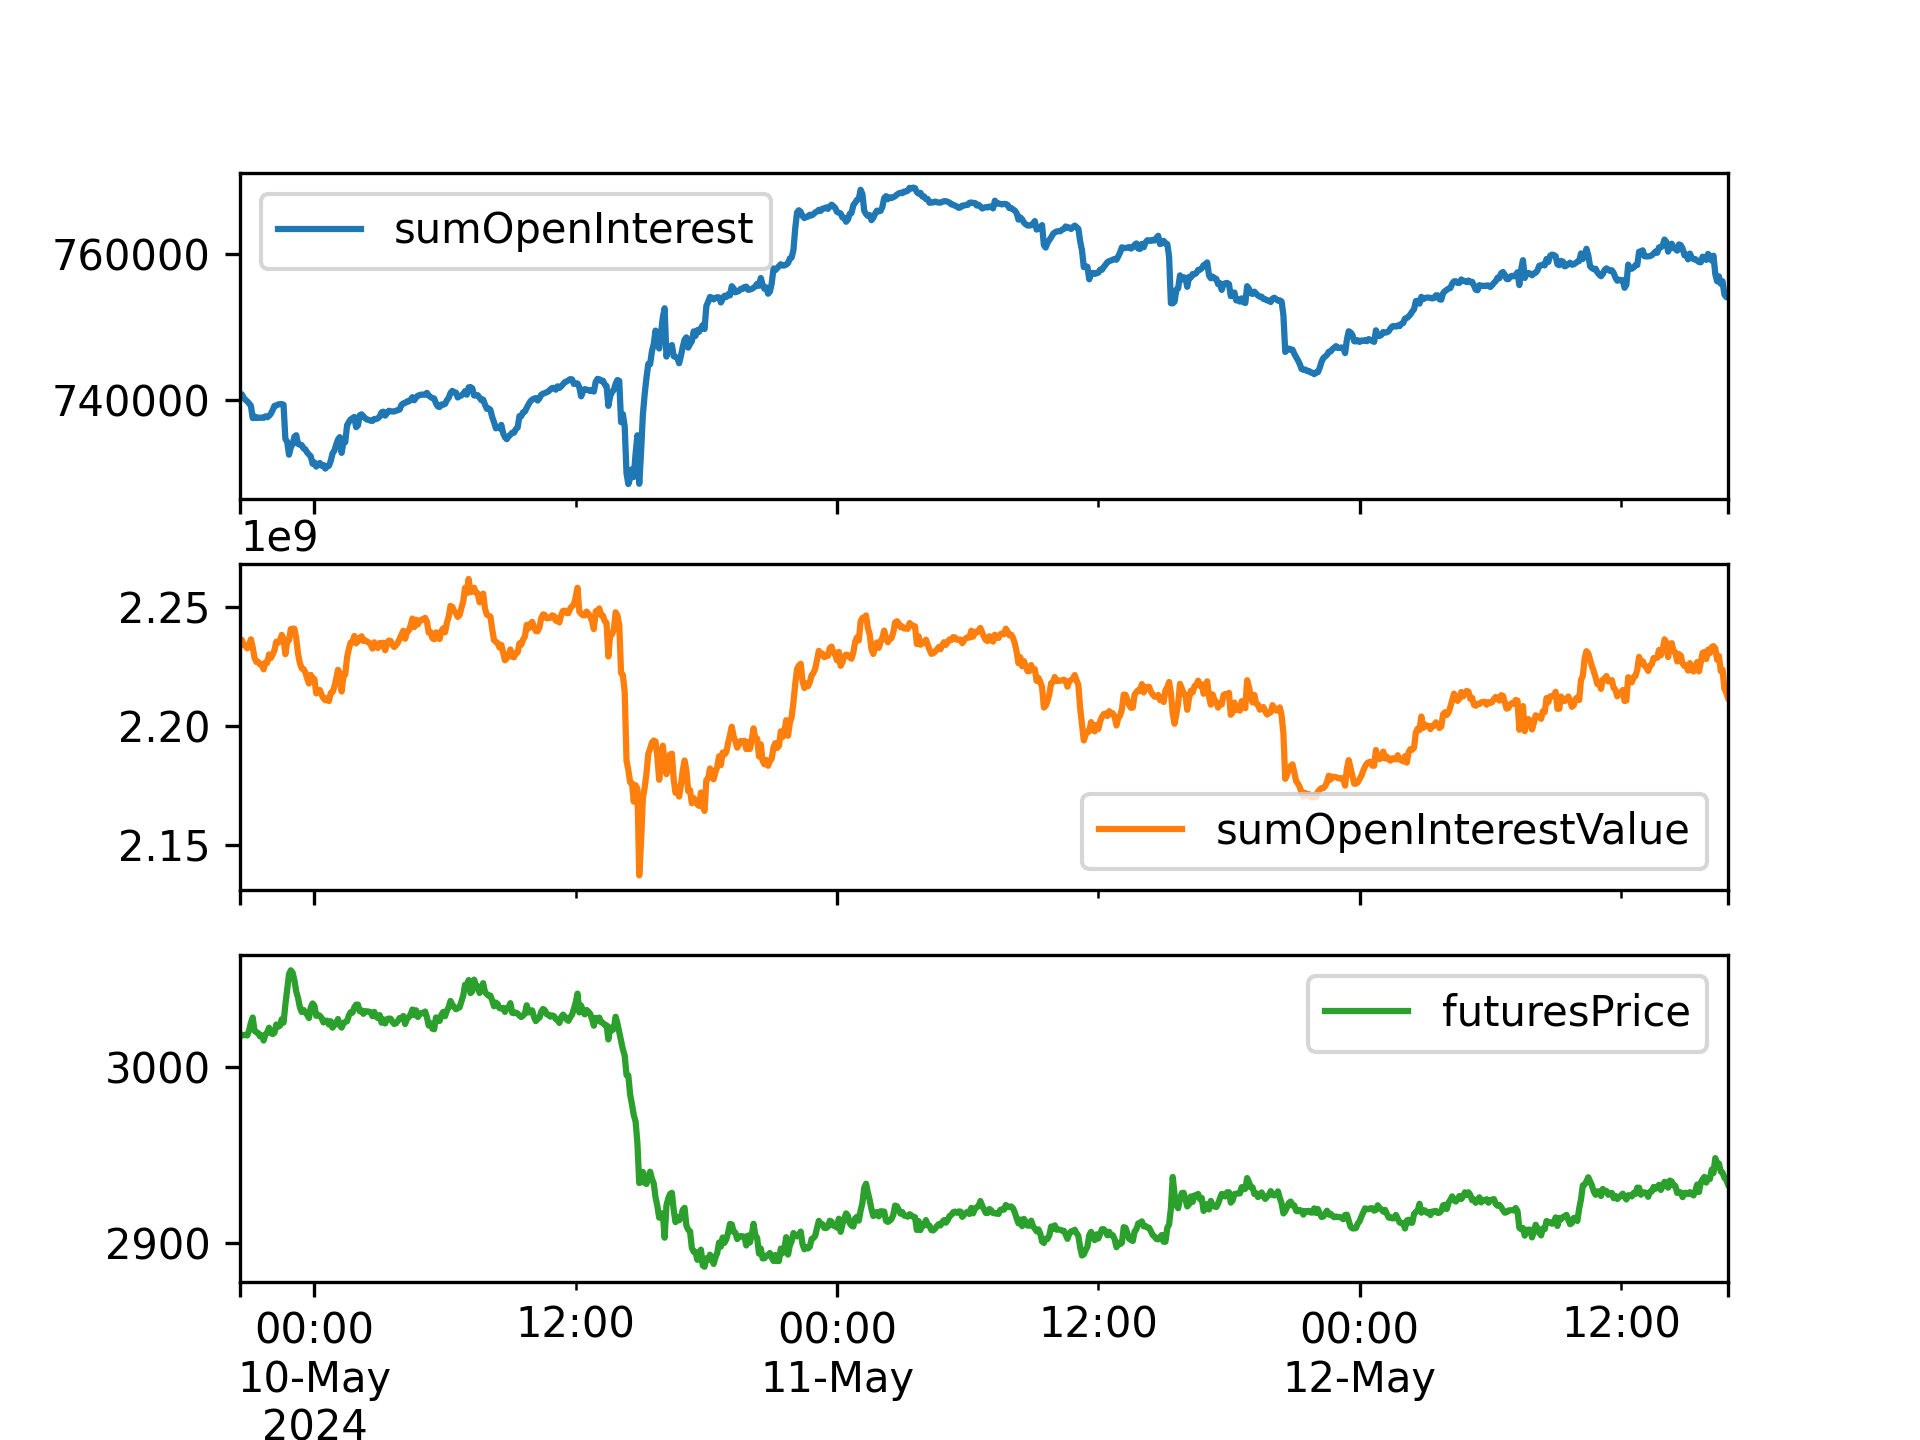 sumOpenInterest
760000
740000
1e9
2.25
2.20
2.15
sumOpenInterestValue
futuresPrice
3000
2900
00:00 12:00 00:00 12:00 00:00 12:00
10-May 11-May 12-May
2024